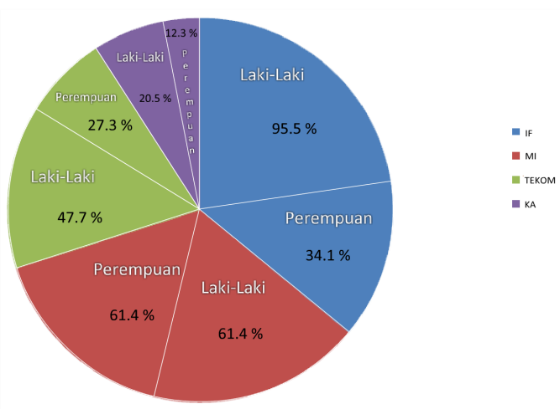 12.3 %
Perempuan
Laki-Laki
20.5 %
Laki-Laki
95.5 %
Perempuan
27.3 %
Laki-Laki
47.7 %
Perempuan
34.1 %
Perempuan
61.4 %
Laki-Laki
61.4 %
IF
MI
TEKOM
KA